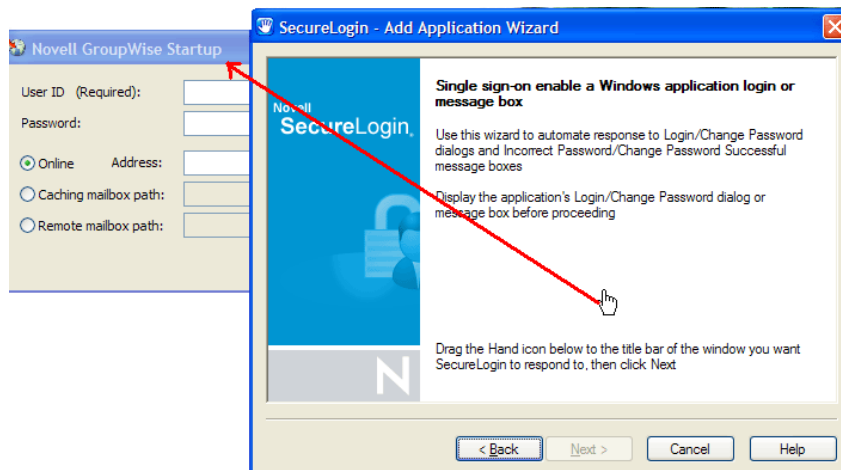 Novell GroupWise Startup
User ID (Required):
Password:
Online Address:
Caching mailbox path:
Remote mailbox path:
SecureLogin - Add Application Wizard
Novell
SecureLogin
Single sign-on enable a Windows application login or
message box
Use this wizard to automate response to Login/Change Password
dialogs and Incorrect Password/Change Password Successful
message boxes
Display the application's Login/Change Password dialog or
message box before proceeding
Drag the Hand icon below to the title bar of the window you want
SecureLogin to respond to, then click Next
N
< Back Next > Cancel Help